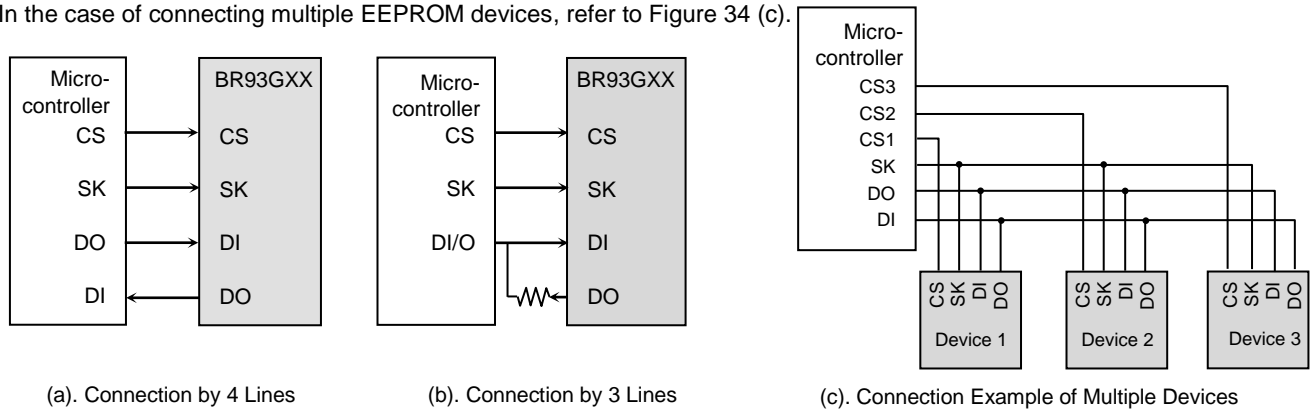 In the case of connecting multiple EEPROM devices, refer to Figure 34 (c).
Micro-
controller
CS
SK
DO
DI
BR93GXX
CS
SK
DI
DO
(a). Connection by 4 Lines
Micro-
controller
CS
SK
DI/O
BR93GXX
CS
SK
DI
DO
(b). Connection by 3 Lines
Micro-
controller
CS3
CS2
CS1
SK
DO
DI
CS
SK
DI
DO
Device 1
CS
SK
DI
DO
Device 2
CS
SK
DI
DO
Device 3
(c). Connection Example of Multiple Devices